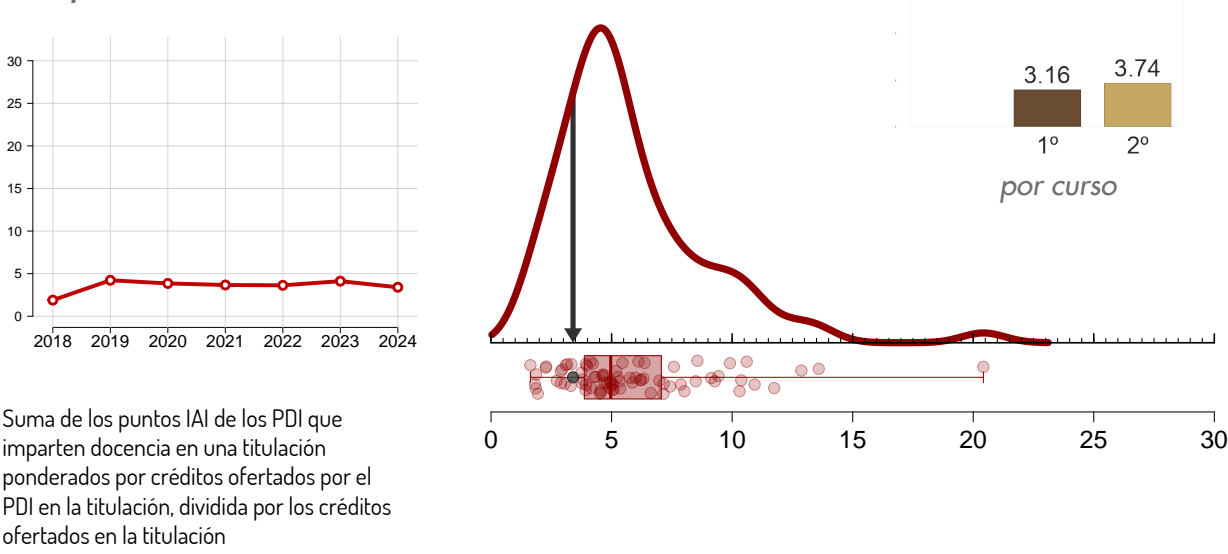 30
25
20
15
10
5
0
2018 2019 2020 2021 2022 2023 2024
Suma de los puntos IAI de los PDI que
imparten docencia en una titulación
ponderados por créditos ofertados por el
PDI en la titulación, dividida por los créditos
ofertados en la titulación
3.16 3.74
1º 2º
por curso
0 5 10 15 20 25 30